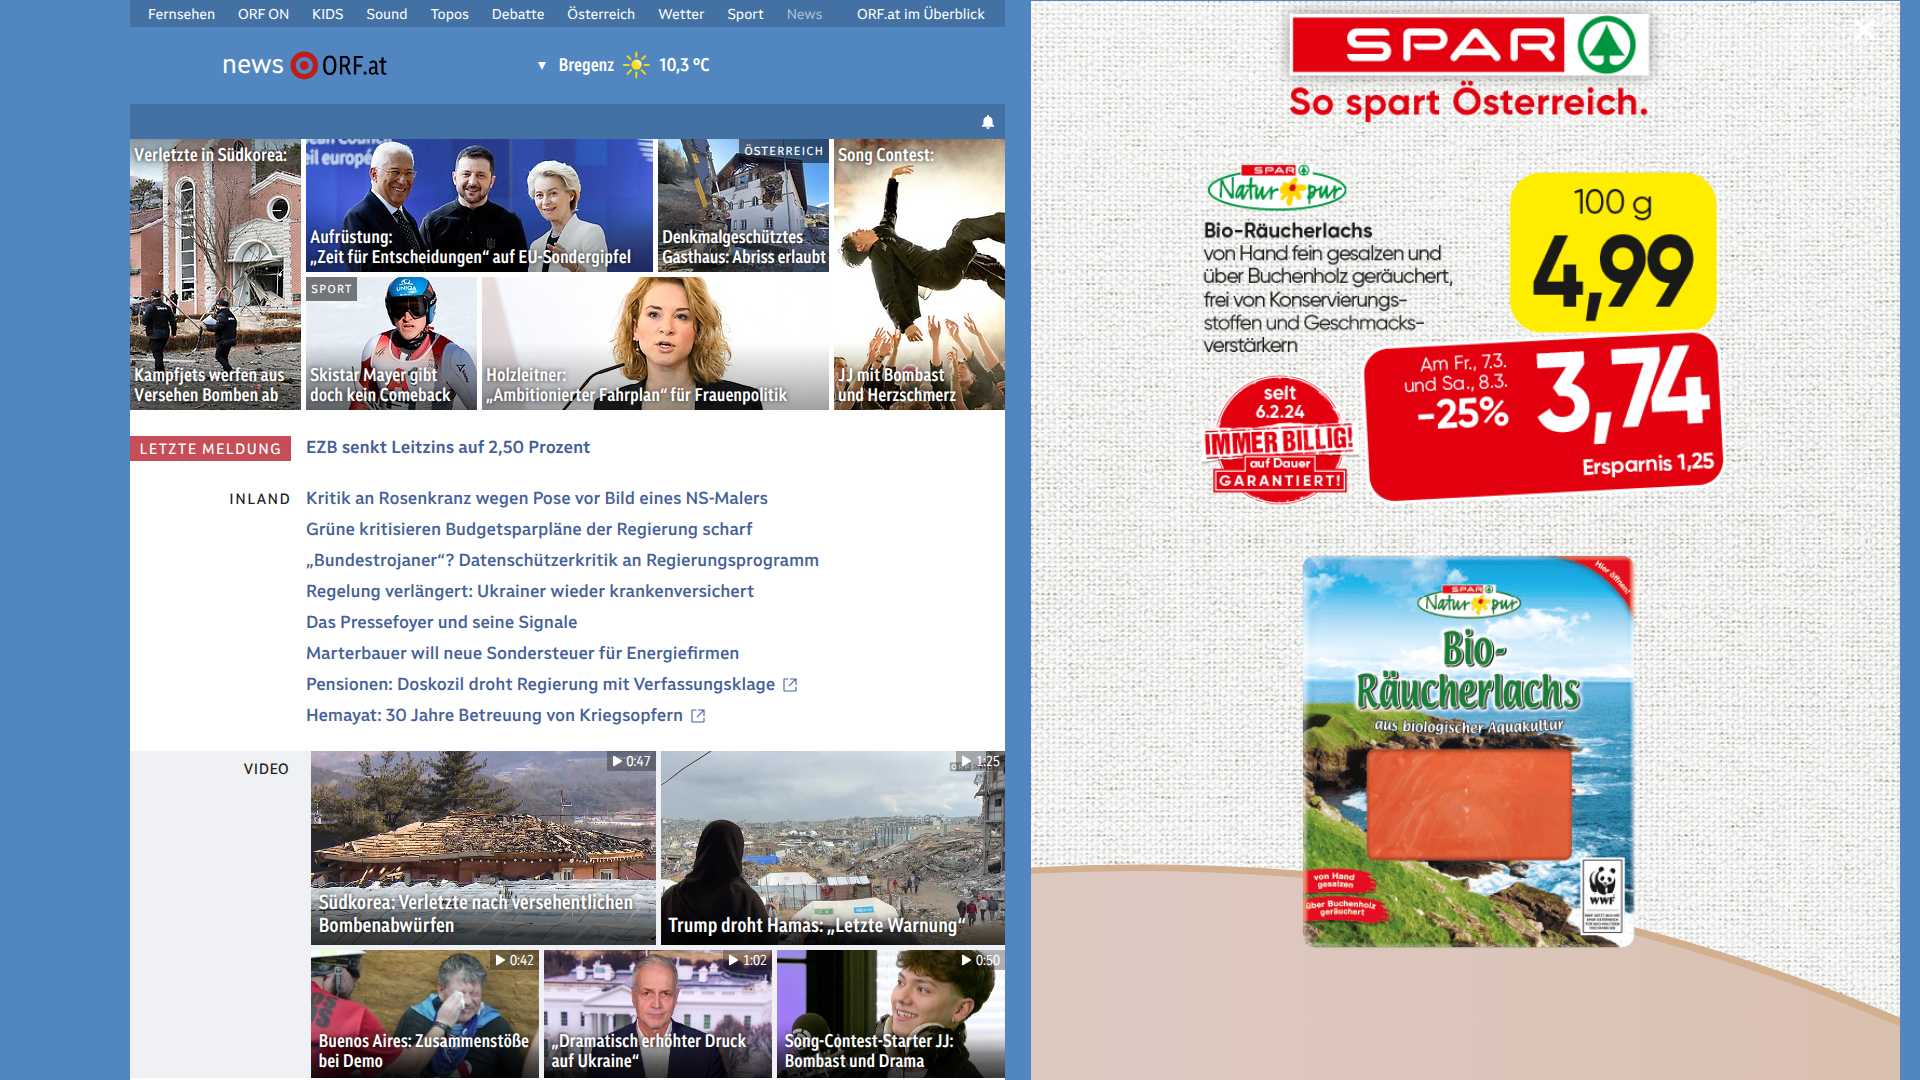 Fernsehen ORF ON KIDS Sound Topos Debatte Österreich Wetter Sport News ORF.at im Überblick
news ORF.at
▼ Bregenz 10,3 °C
Verletzte in Südkorea:
Kampfjets werfen aus
Versehen Bomben ab
Aufrüstung:
„Zeit für Entscheidungen“ auf EU-Sondergipfel
ÖSTERREICH
Denkmalgeschütztes
Gasthaus: Abriss erlaubt
Song Contest:
JJ mit Bombast
und Herzschmerz
SPORT
Skistar Mayer gibt
doch kein Comeback
Holzleitner:
„Ambitionierter Fahrplan“ für Frauenpolitik
LETZTE MELDUNG
EZB senkt Leitzins auf 2,50 Prozent
INLAND
Kritik an Rosenkranz wegen Pose vor Bild eines NS-Malers
Grüne kritisieren Budgetsparpläne der Regierung scharf
„Bundestrojaner“? Datenschützerkritik an Regierungsprogramm
Regelung verlängert: Ukrainer wieder krankenversichert
Das Pressefoyer und seine Signale
Marterbauer will neue Sondersteuer für Energiefirmen
Pensionen: Doskozil droht Regierung mit Verfassungsklage
Hemayat: 30 Jahre Betreuung von Kriegsopfern
VIDEO
0:47
Südkorea: Verletzte nach versehentlichen
Bombenabwürfen
1:25
Trump droht Hamas: „Letzte Warnung“
0:42
Buenos Aires: Zusammenstöße
bei Demo
1:02
„Dramatisch erhöhter Druck
auf Ukraine“
0:50
Song-Contest-Starter JJ:
Bombast und Drama
SPAR
So spart Österreich.
SPAR
Natur pur
Bio-Räucherlachs
von Hand fein gesalzen und
über Buchenholz geräuchert,
frei von Konservierungs-
stoffen und Geschmacks-
verstärkern
100 g
4,99
Am Fr., 7.3.
und Sa., 8.3.
-25%
3,74
Ersparnis 1,25
seit
6.2.24
IMMER BILLIG!
auf Dauer
GARANTIERT!
Hier öffnen!
SPAR
Natur pur
Bio-
Räucherlachs
aus biologischer Aquakultur
von Hand
gesalzen
über Buchenholz
geräuchert
WWF